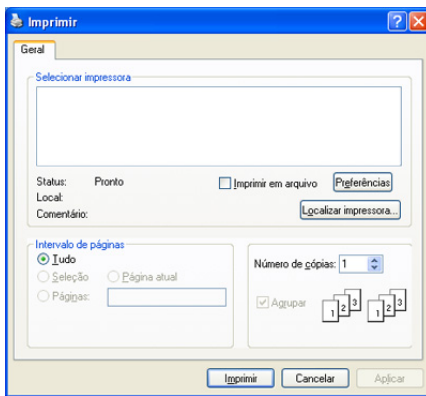 Imprimir
Geral
Selecionar impressora
Status: Pronto
Imprimir em arquivo
Preferências
Local:
Localizar impressora...
Comentário:
Intervalo de páginas
Tudo
Seleção
Página atual
Páginas:
Número de cópias: 1
Agrupar
1 2 3 1 2 3
Imprimir
Cancelar
Aplicar